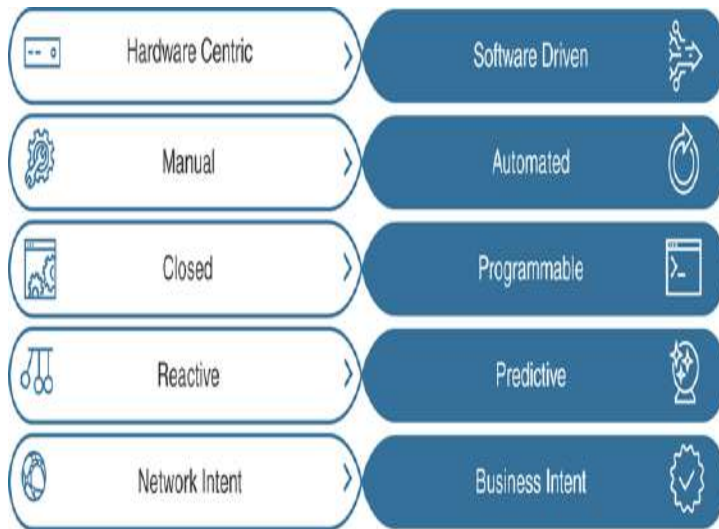 Hardware Centric
Software Driven
Manual
Automated
Closed
Programmable
Reactive
Predictive
Network Intent
Business Intent